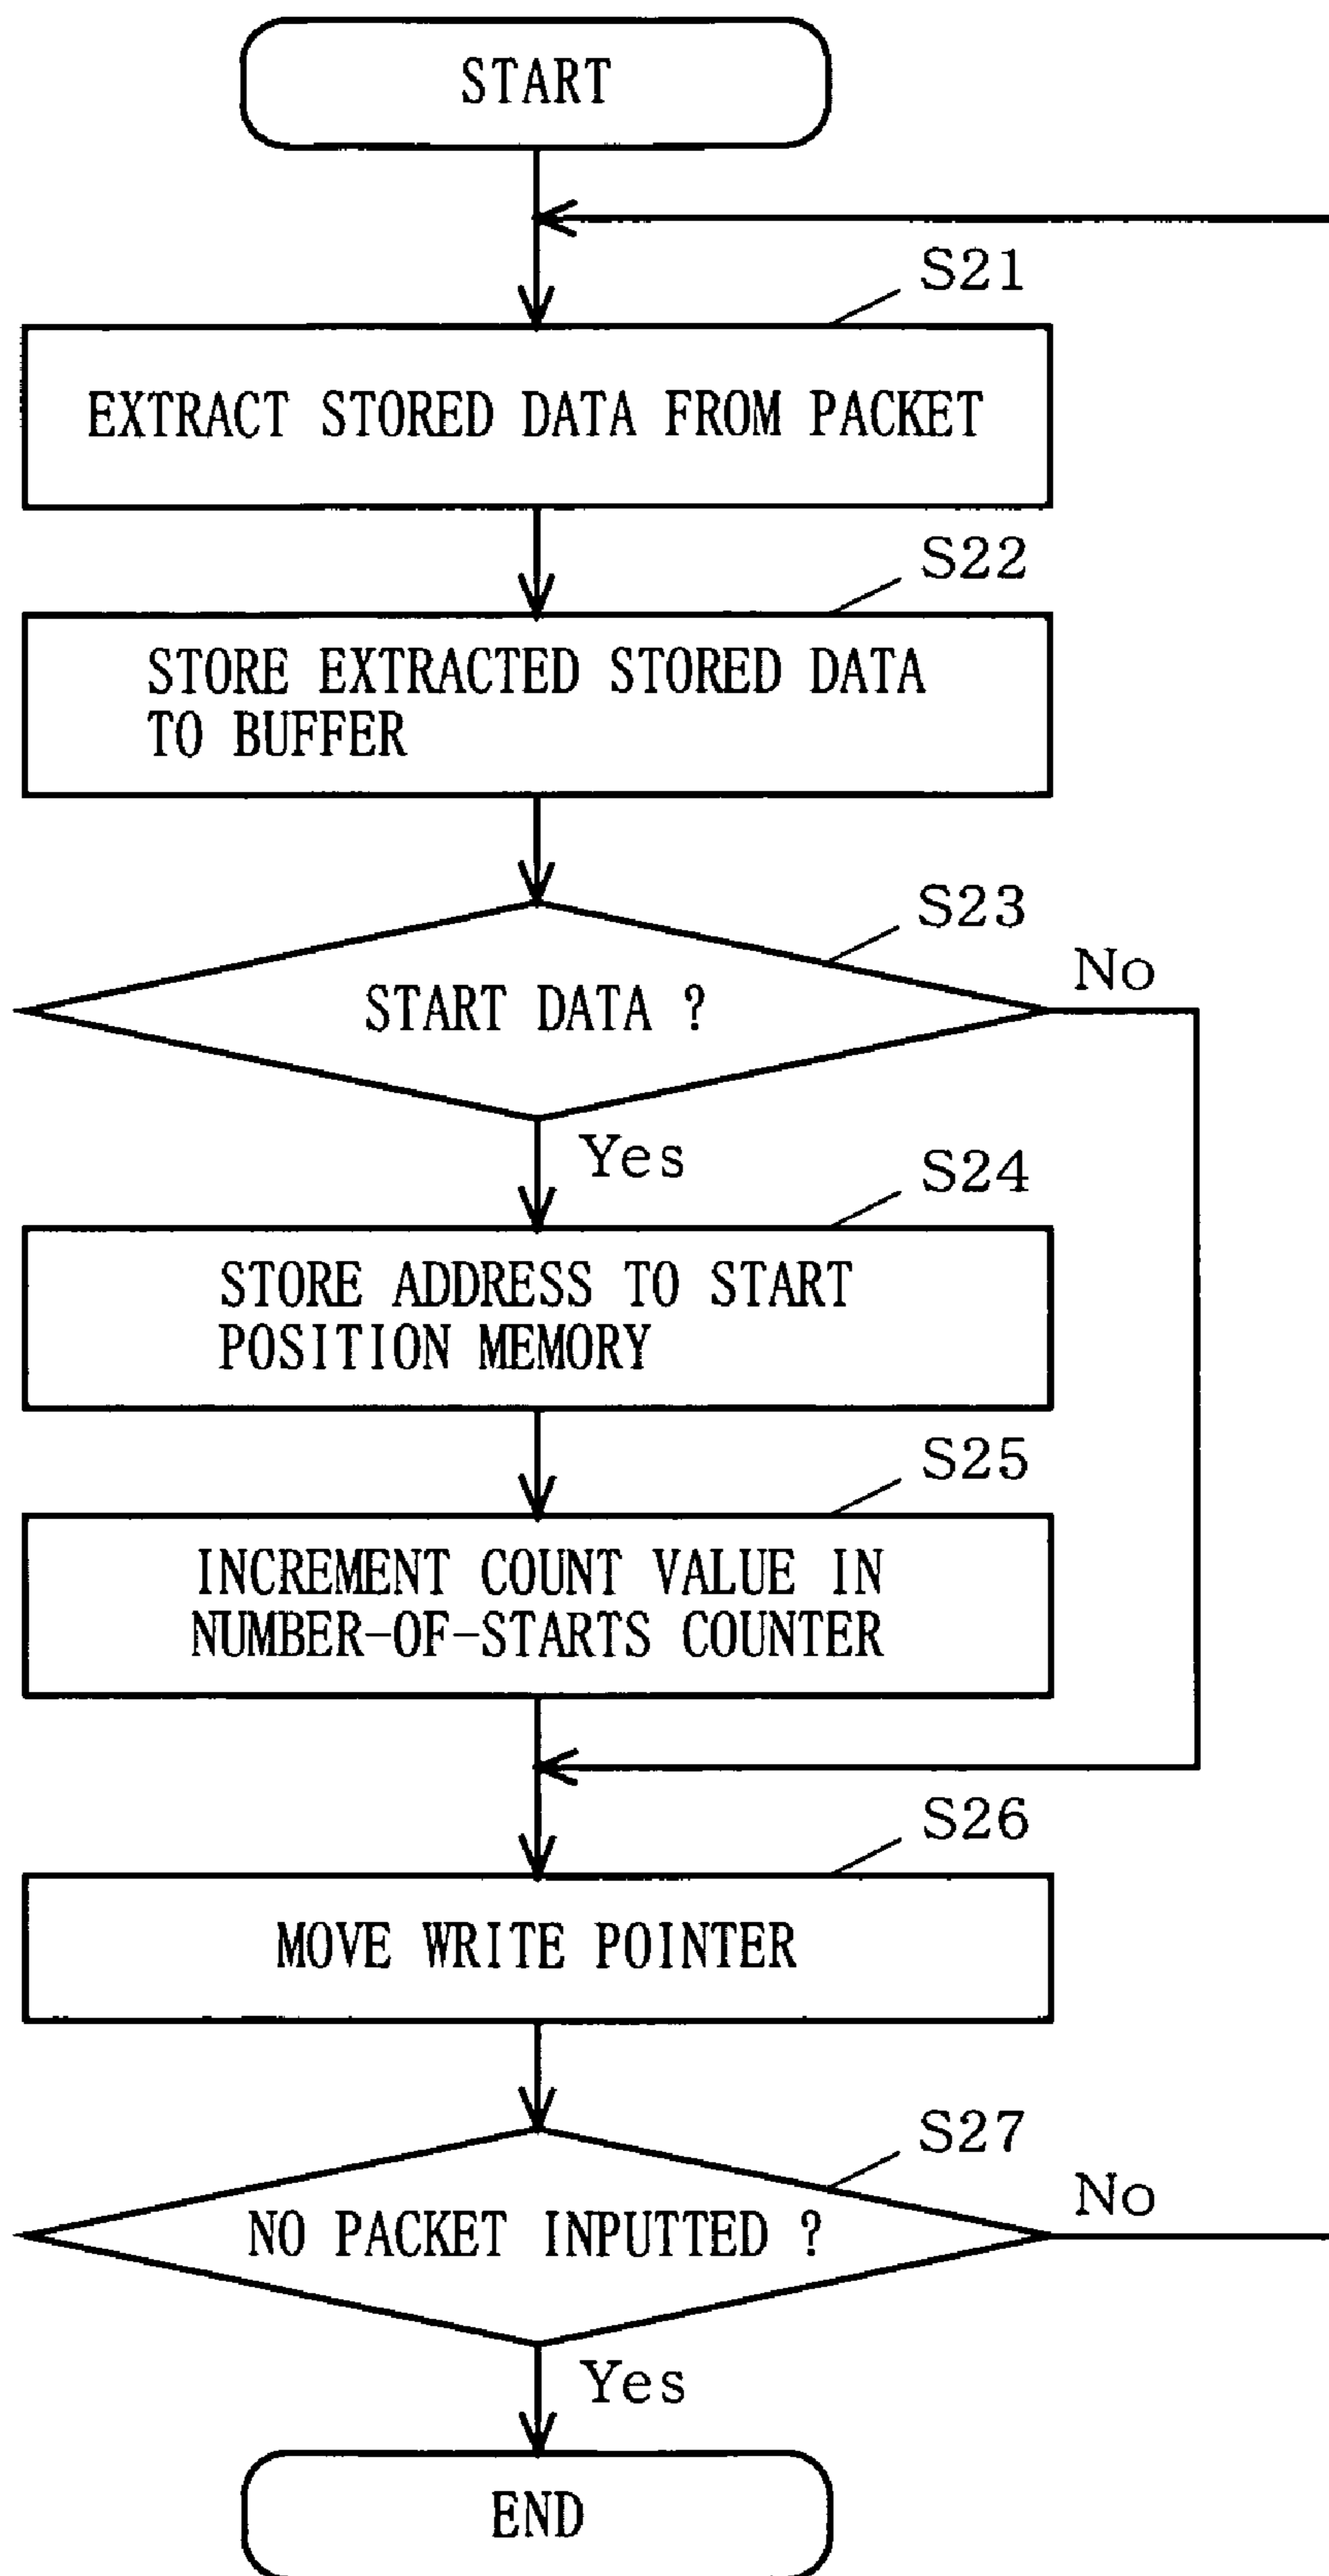 START
S21
EXTRACT STORED DATA FROM PACKET
S22
STORE EXTRACTED STORED DATA
TO BUFFER
S23
START DATA ?
No
Yes
S24
STORE ADDRESS TO START
POSITION MEMORY
S25
INCREMENT COUNT VALUE IN
NUMBER-OF-STARTS COUNTER
S26
MOVE WRITE POINTER
S27
NO PACKET INPUTTED ?
No
Yes
END